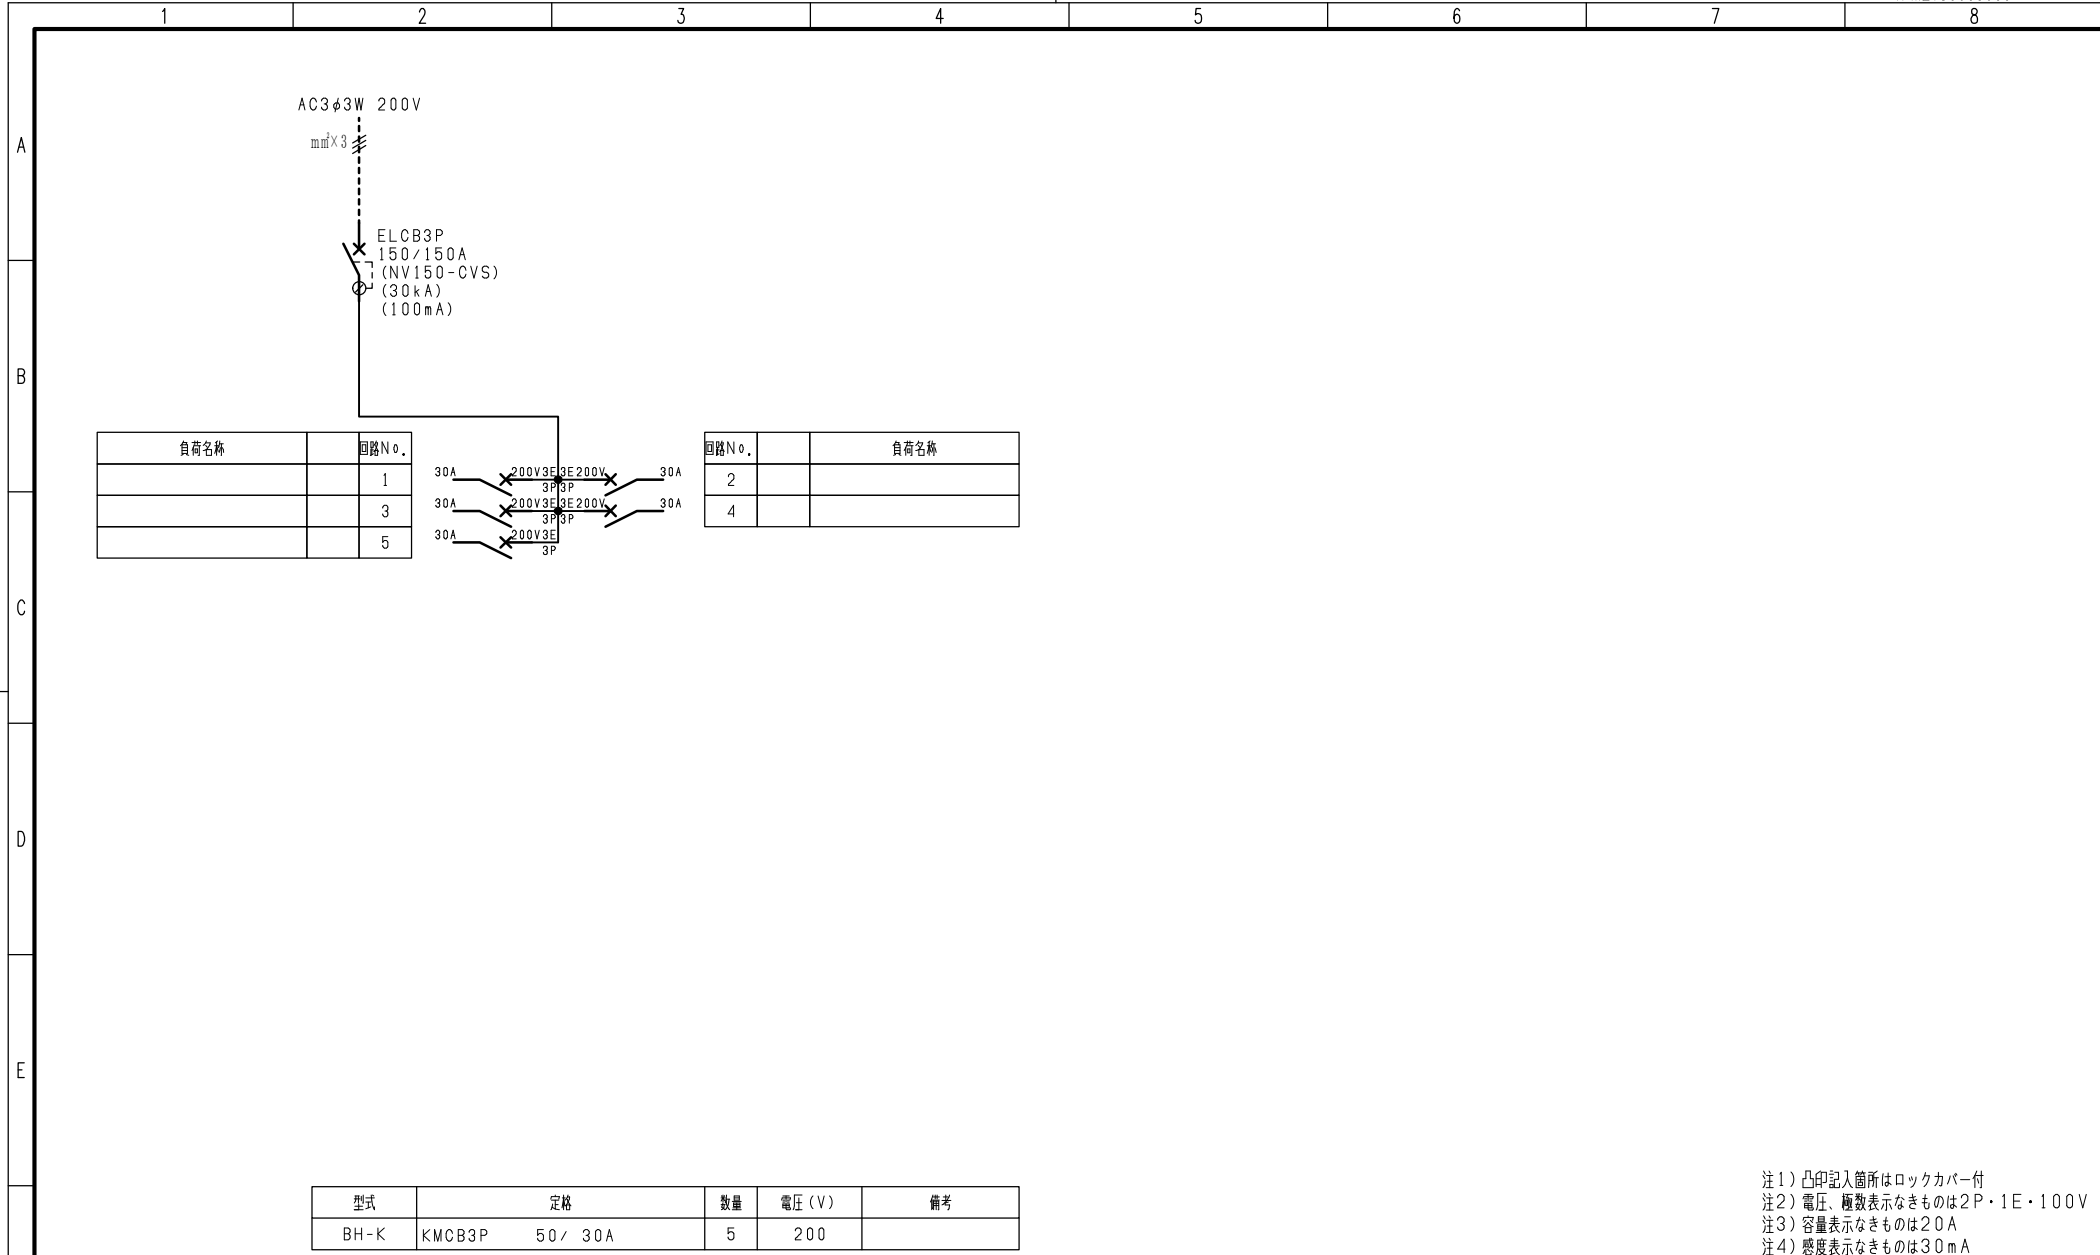 1 2 3 4 5 6 7 8
A
B
C
D
E
AC3φ3W 200V
mm²×3
ELCB3P
150/150A
(NV150-CVS)
(30kA)
(100mA)
負荷名称 回路No.
1
3
5
30A 200V3E 3E200V 30A
3P 3P
30A 200V3E 3E200V 30A
3P 3P
30A 200V3E
3P
回路No. 負荷名称
2
4
型式 定格 数量 電圧(V) 備考
BH-K KMCB3P 50/ 30A 5 200
注1)凸印記入箇所はロックカバー付
注2)電圧、極数表示なきものは2P・1E・100V
注3)容量表示なきものは20A
注4)感度表示なきものは30mA